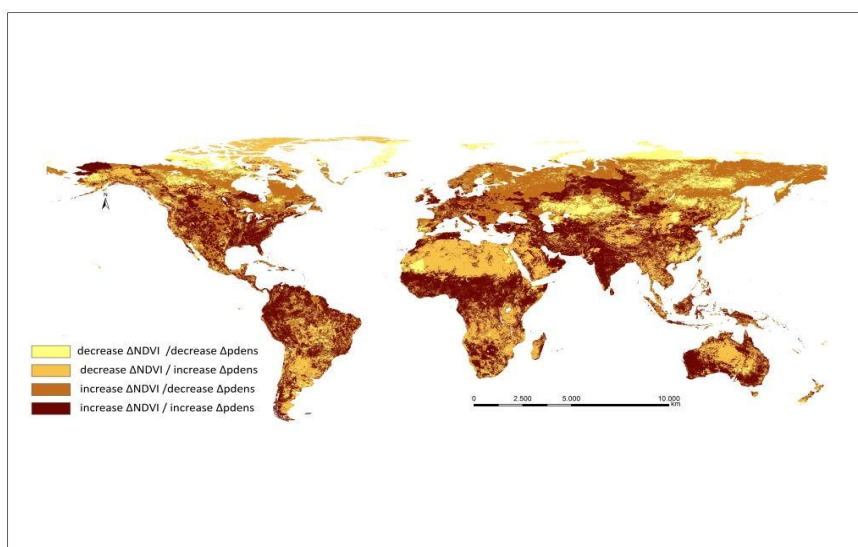 N
decrease ΔNDVI /decrease Δpdens
decrease ΔNDVI / increase Δpdens
increase ΔNDVI /decrease Δpdens
increase ΔNDVI / increase Δpdens
0 2.500 5.000 10.000
km